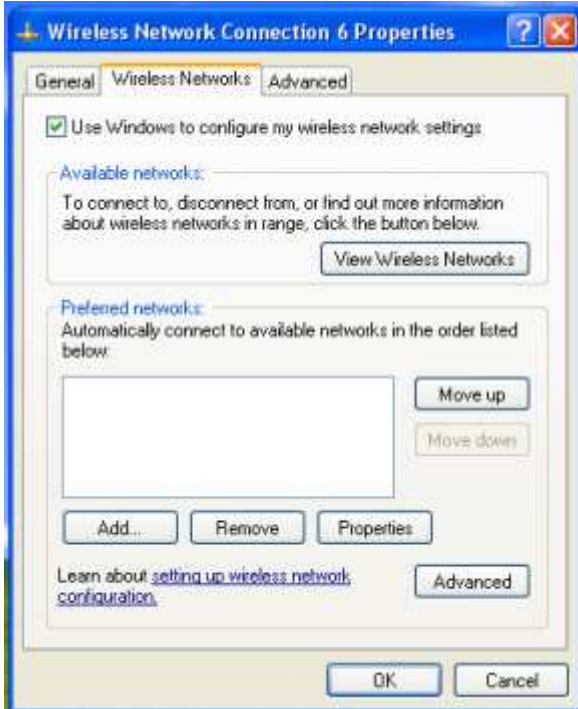 Wireless Network Connection 6 Properties
General Wireless Networks Advanced
Use Windows to configure my wireless network settings
Available networks:
To connect to, disconnect from, or find out more information
about wireless networks in range, click the button below.
View Wireless Networks
Preferred networks:
Automatically connect to available networks in the order listed
below:
Move up
Move down
Add... Remove Properties
Learn about setting up wireless network
configuration.
Advanced
OK Cancel